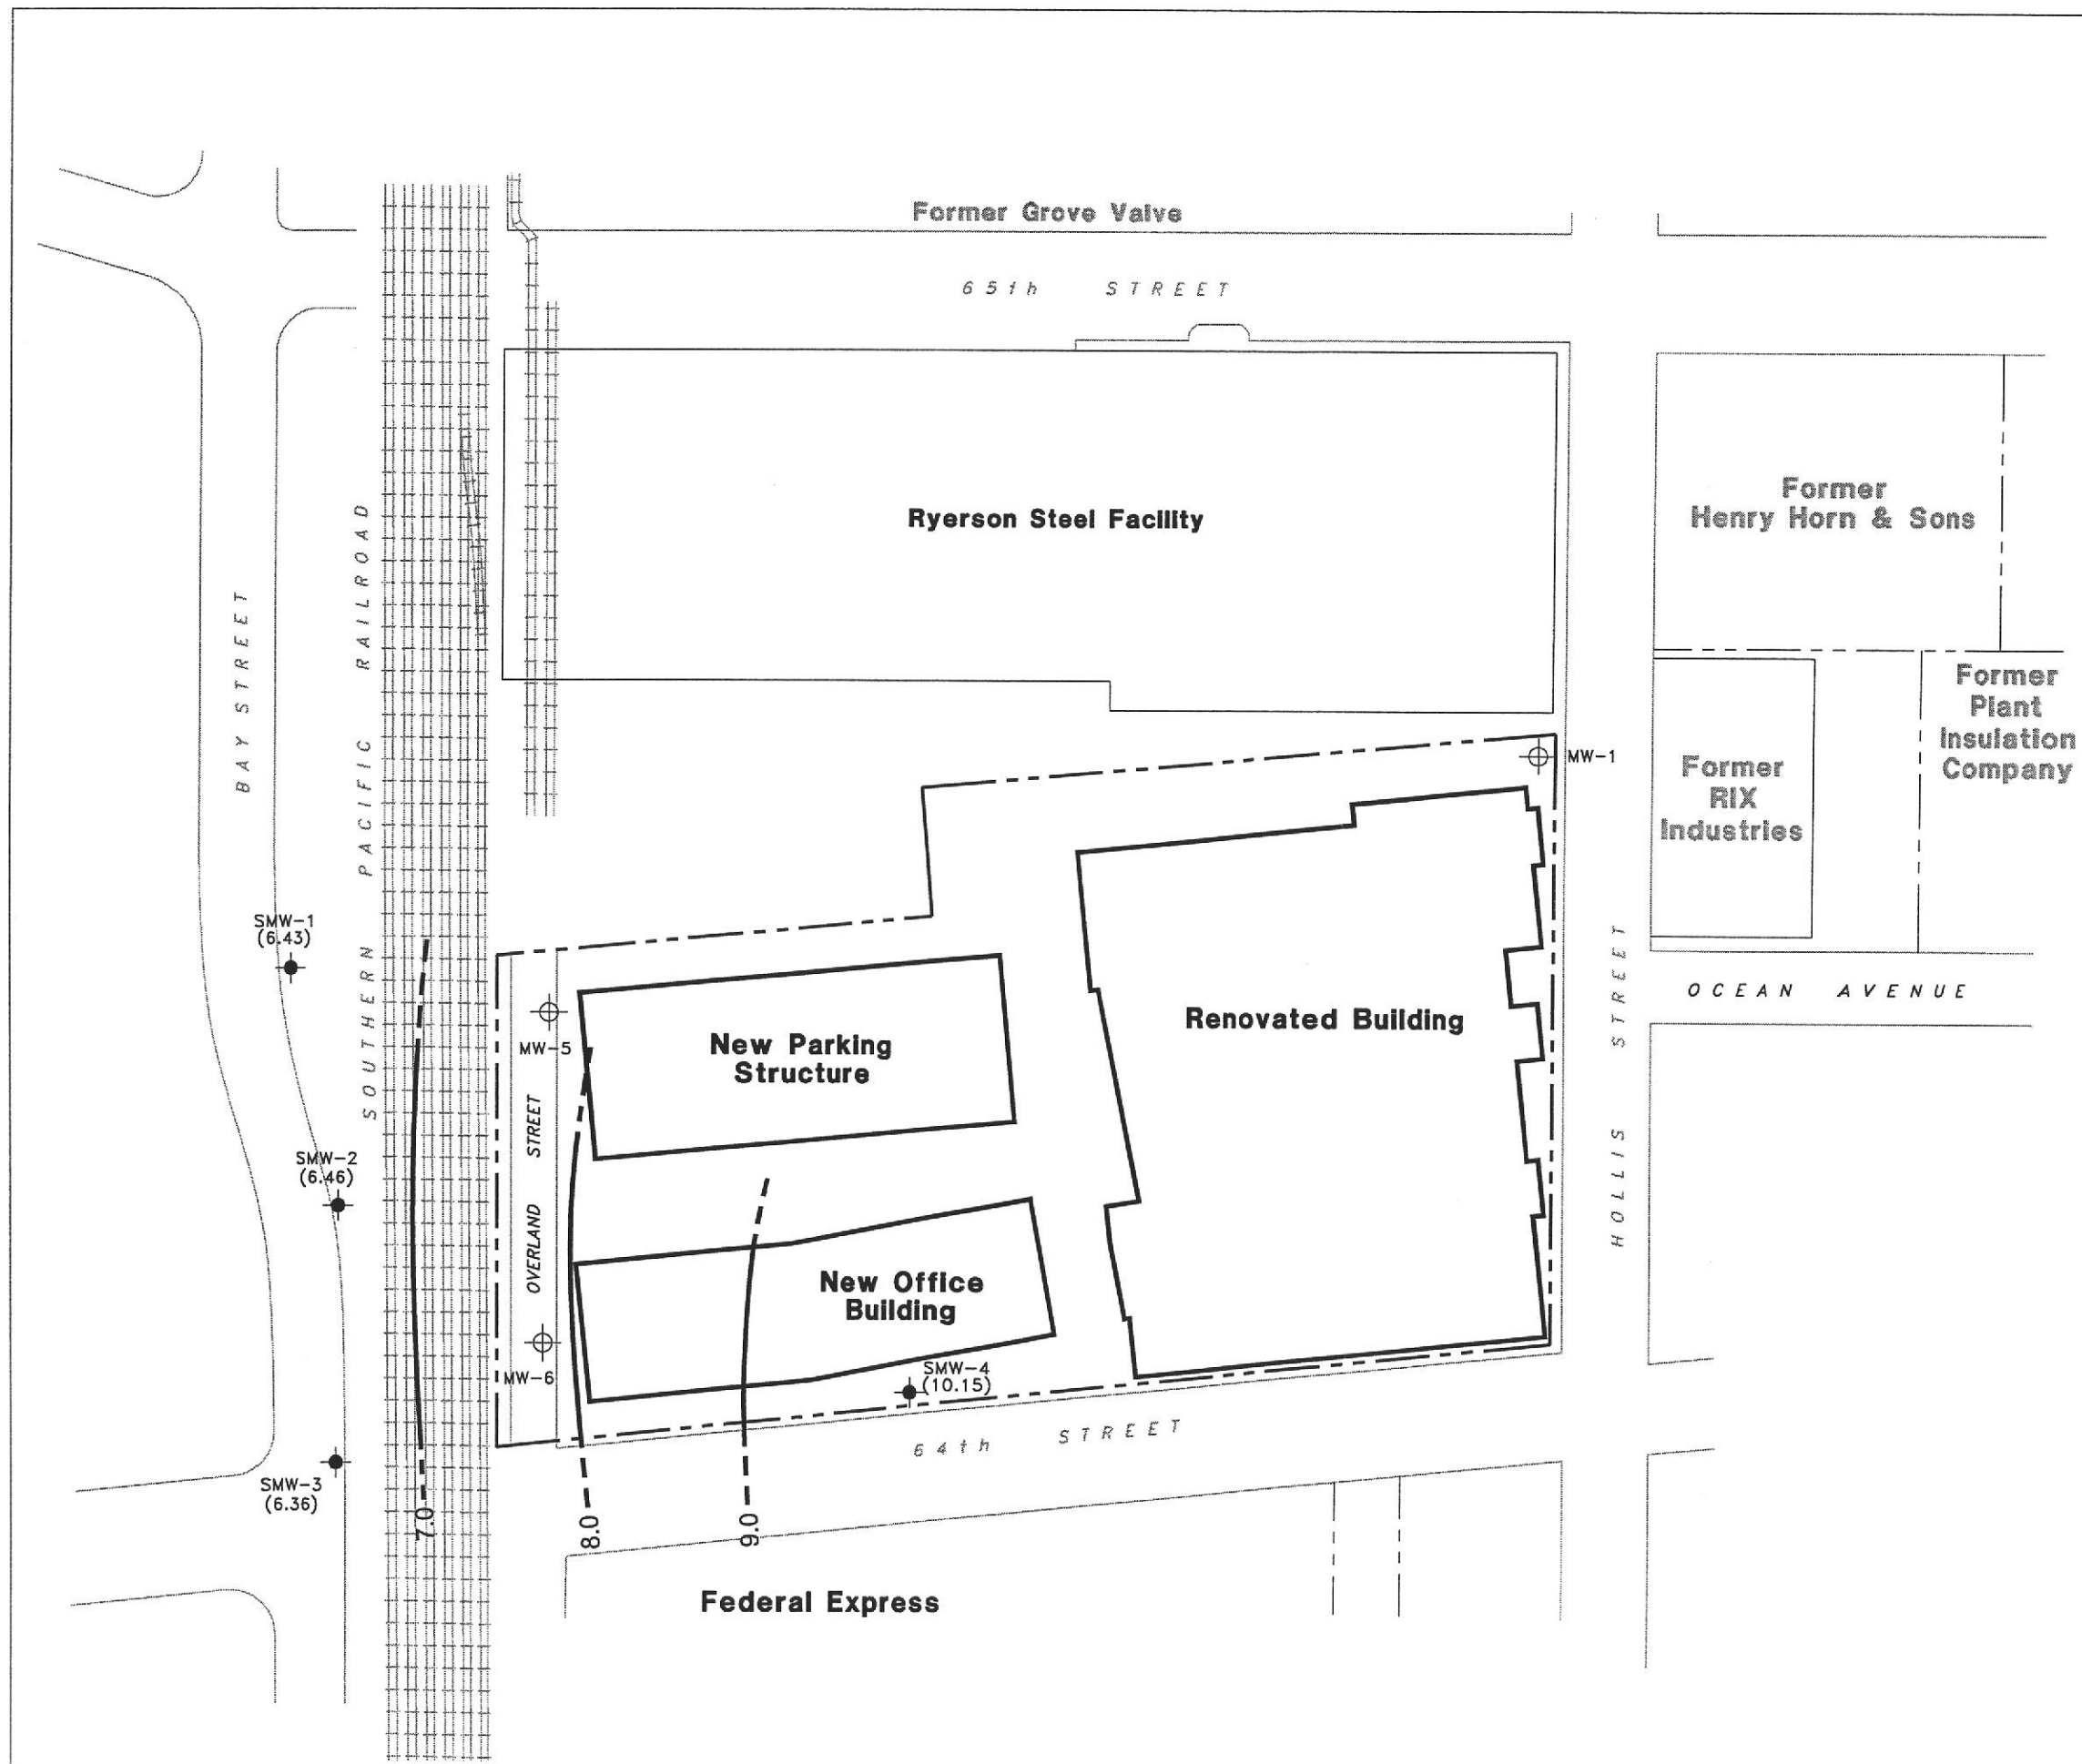 Former Grove Valve
65th STREET
Ryerson Steel Facility
Former
Henry Horn & Sons
Former
Plant
Insulation
Company
Former
RIX
Industries
MW-1
BAY STREET
SOUTHERN PACIFIC RAILROAD
SMW-1
(6.43)
MW-5
New Parking
Structure
Renovated Building
OCEAN AVENUE
HOLLIS STREET
OVERLAND STREET
SMW-2
(6.46)
New Office
Building
MW-6
SMW-4
(10.15)
64th STREET
SMW-3
(6.36)
7.0
8.0
9.0
Federal Express